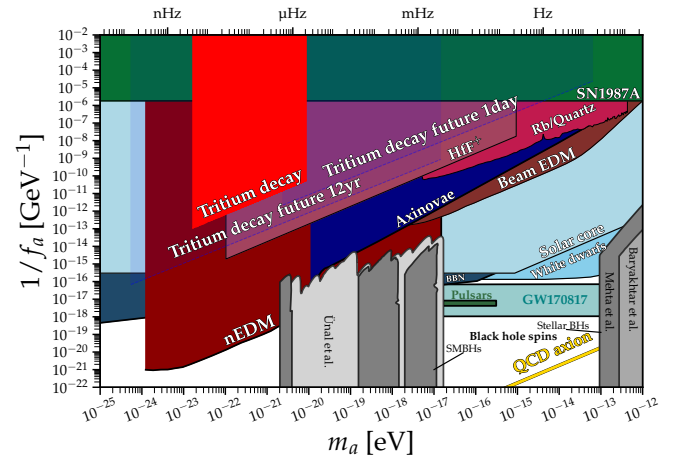 nHz μHz mHz Hz
10⁻²
10⁻³
10⁻⁴
10⁻⁵
10⁻⁶
10⁻⁷
10⁻⁸
10⁻⁹
10⁻¹⁰
10⁻¹¹
10⁻¹²
10⁻¹³
10⁻¹⁴
10⁻¹⁵
10⁻¹⁶
10⁻¹⁷
10⁻¹⁸
10⁻¹⁹
10⁻²⁰
10⁻²¹
10⁻²²
1/fₐ [GeV⁻¹]
SN1987A
Tritium decay future 1day
Rb/Quartz
HfF⁺
Tritium decay
Beam EDM
Tritium decay future 12yr
Axinovae
Solar core
White dwarfs
BBN
Pulsars
GW170817
nEDM
Ünal et al.
SMBHs
Black hole spins
Stellar BHs
Mehta et al.
Baryakhtar et al.
QCD axion
10⁻²⁵ 10⁻²⁴ 10⁻²³ 10⁻²² 10⁻²¹ 10⁻²⁰ 10⁻¹⁹ 10⁻¹⁸ 10⁻¹⁷ 10⁻¹⁶ 10⁻¹⁵ 10⁻¹⁴ 10⁻¹³ 10⁻¹²
mₐ [eV]